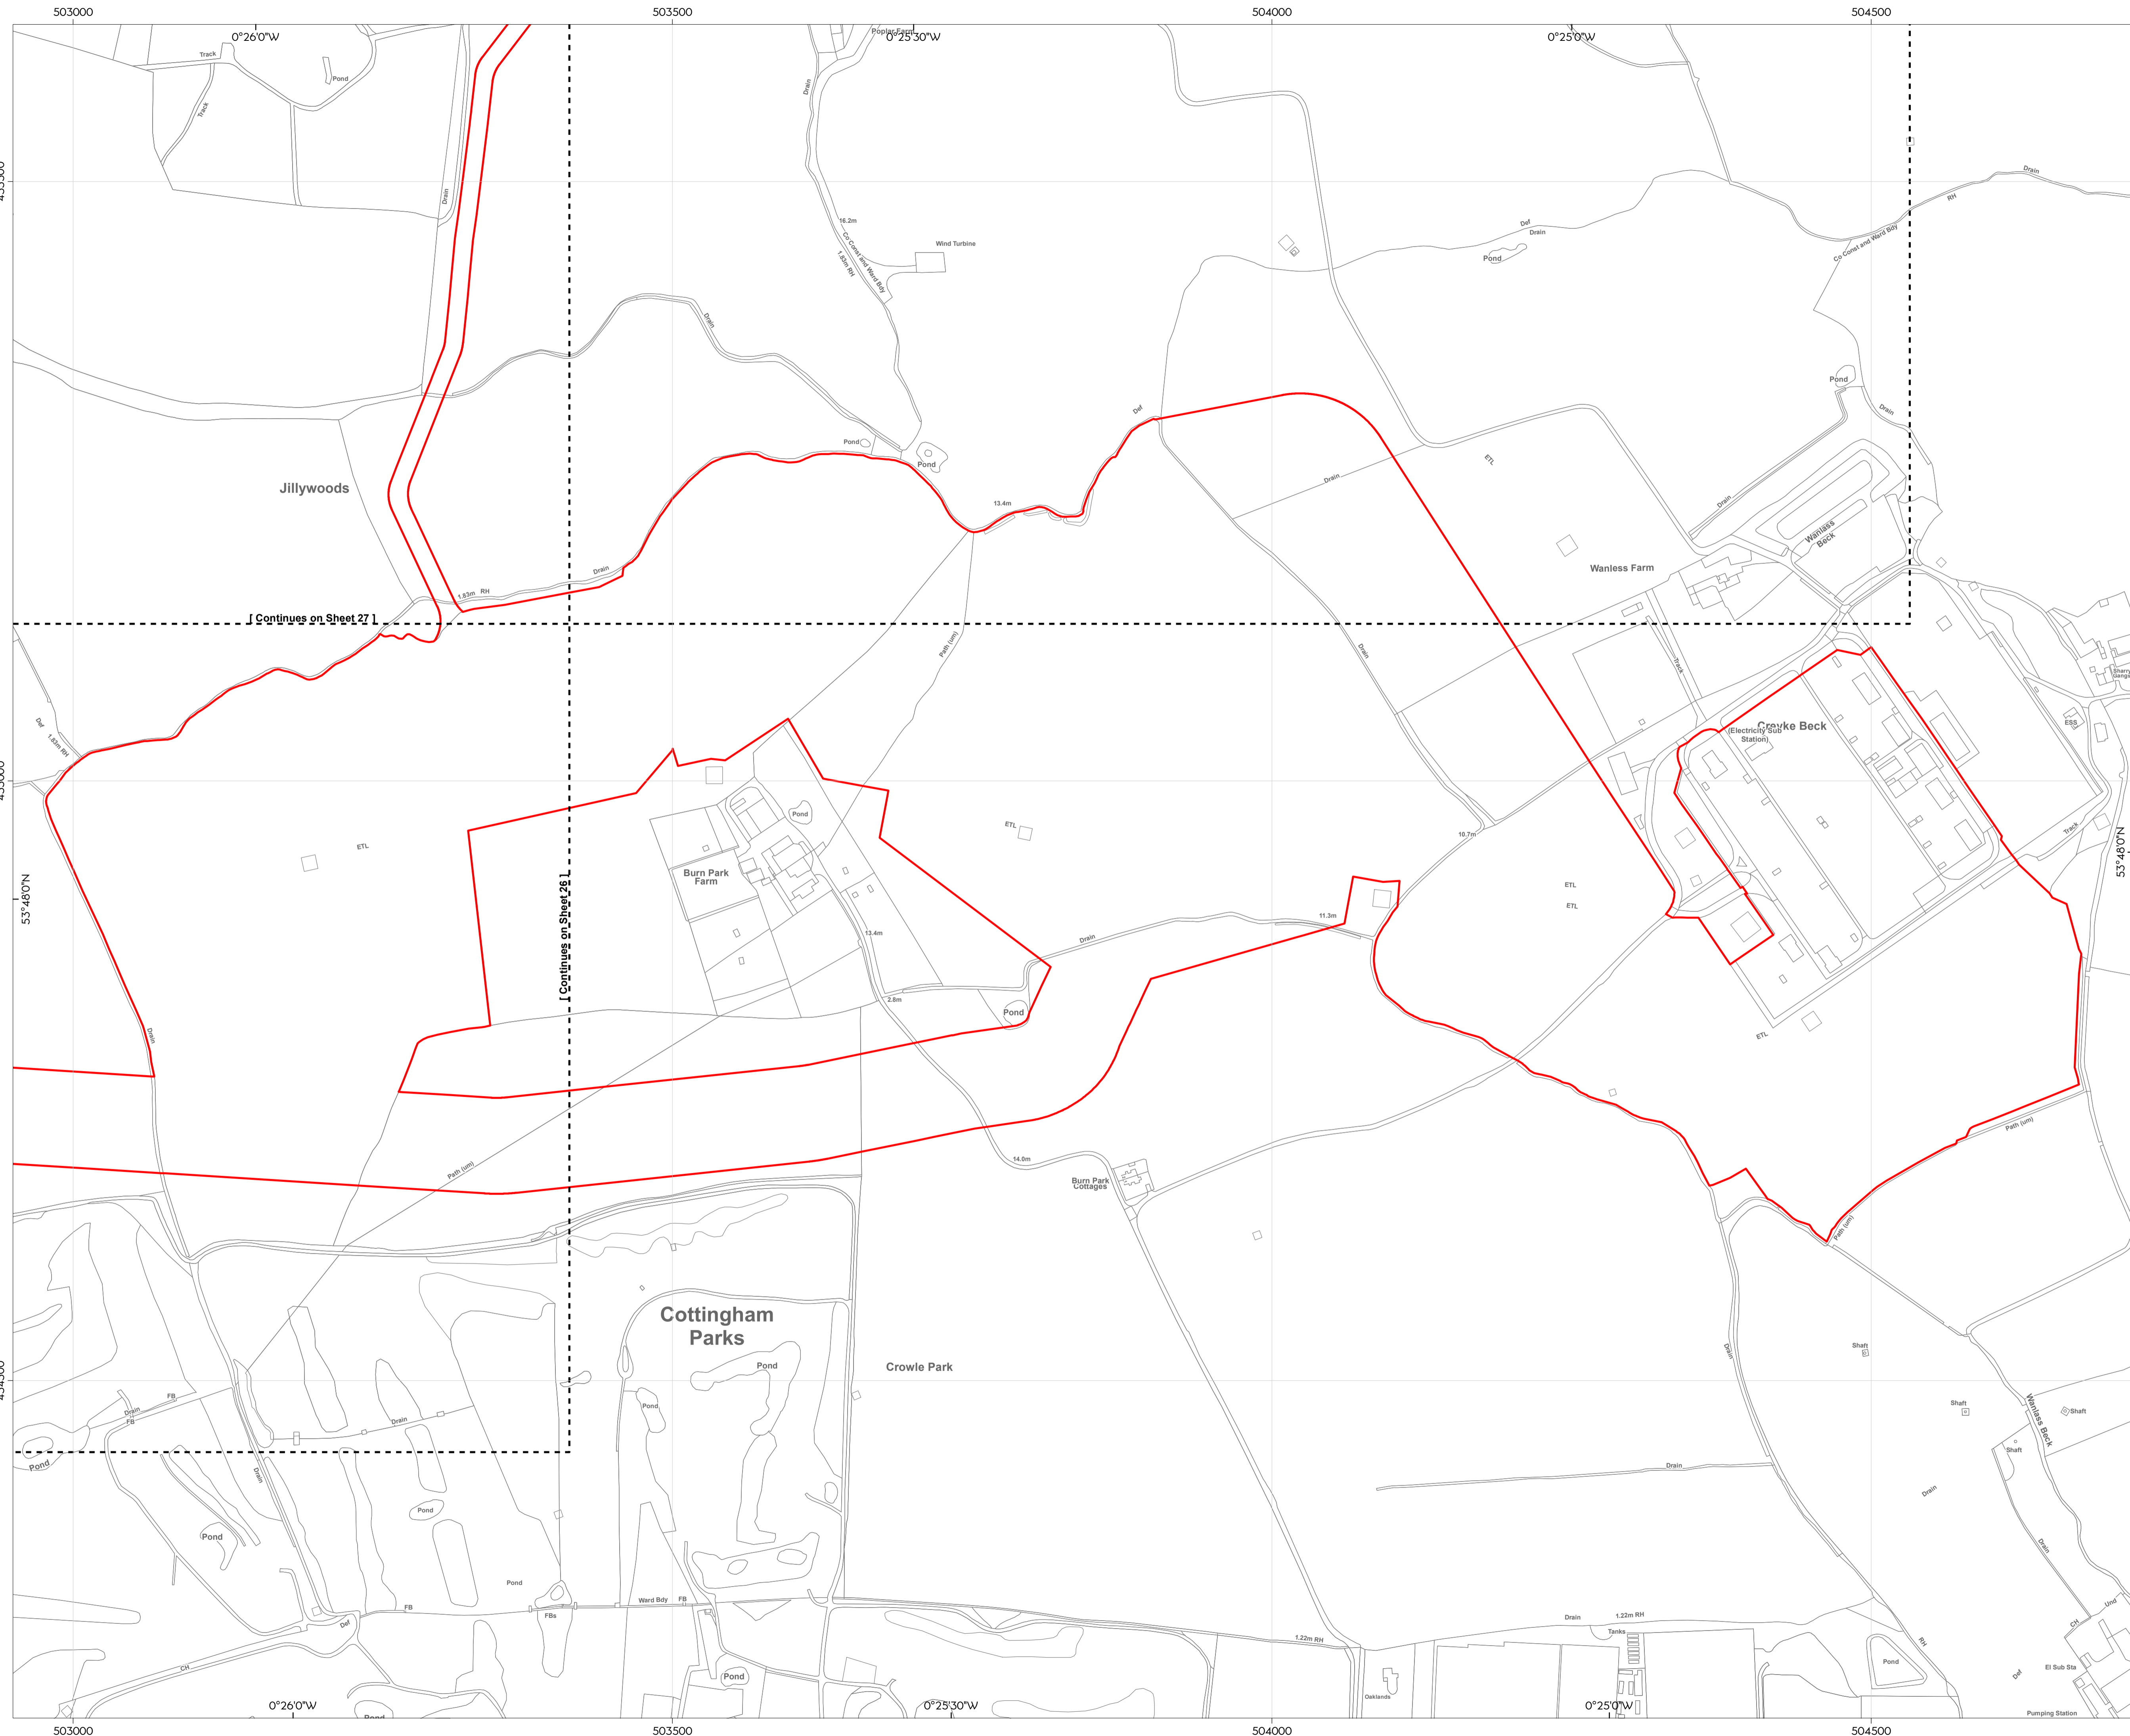 503000
503500
504000
504500
0°26'0"W
0°25'30"W
0°25'0"W
Poplar Farm
Track
Pond
Track
Drain
Drain
Drain
RH
16.2m
Co Const and Ward Bdy
1.83m RH
Wind Turbine
Def
Drain
Pond
Co Const and Ward Bdy
Drain
Pond
Drain
Def
Pond
Pond
Jillywoods
ETL
Drain
Drain
13.4m
Wanlass
Beck
Wanless Farm
Drain
1.83m RH
[ Continues on Sheet 27 ]
Path (um)
Drain
Track
ESS
Def
1.83m RH
Creyke Beck
(Electricity Sub
Station)
Pond
ETL
10.7m
Track
53°48'0"N
53°48'0"N
ETL
Burn Park
Farm
[ Continues on Sheet 26 ]
ETL
ETL
11.3m
13.4m
Drain
2.8m
Pond
Drain
ETL
Path (um)
14.0m
Path (um)
Burn Park
Cottages
Path (um)
Cottingham
Parks
Pond
Crowle Park
Drain
Shaft
FB
Drain
FB
Drain
Pond
Shaft
Shaft
Wanlass Beck
Shaft
Pond
Drain
Drain
Drain
Pond
Pond
Drain
Pond
FB
FBs
Ward Bdy
FB
Def
CH
Drain
1.22m RH
1.22m RH
Tanks
Und
CH
RH
Pond
El Sub Sta
Def
Pond
Oaklands
Pond
Pumping Station
0°26'0"W
0°25'30"W
0°25'0"W
503000
503500
504000
504500